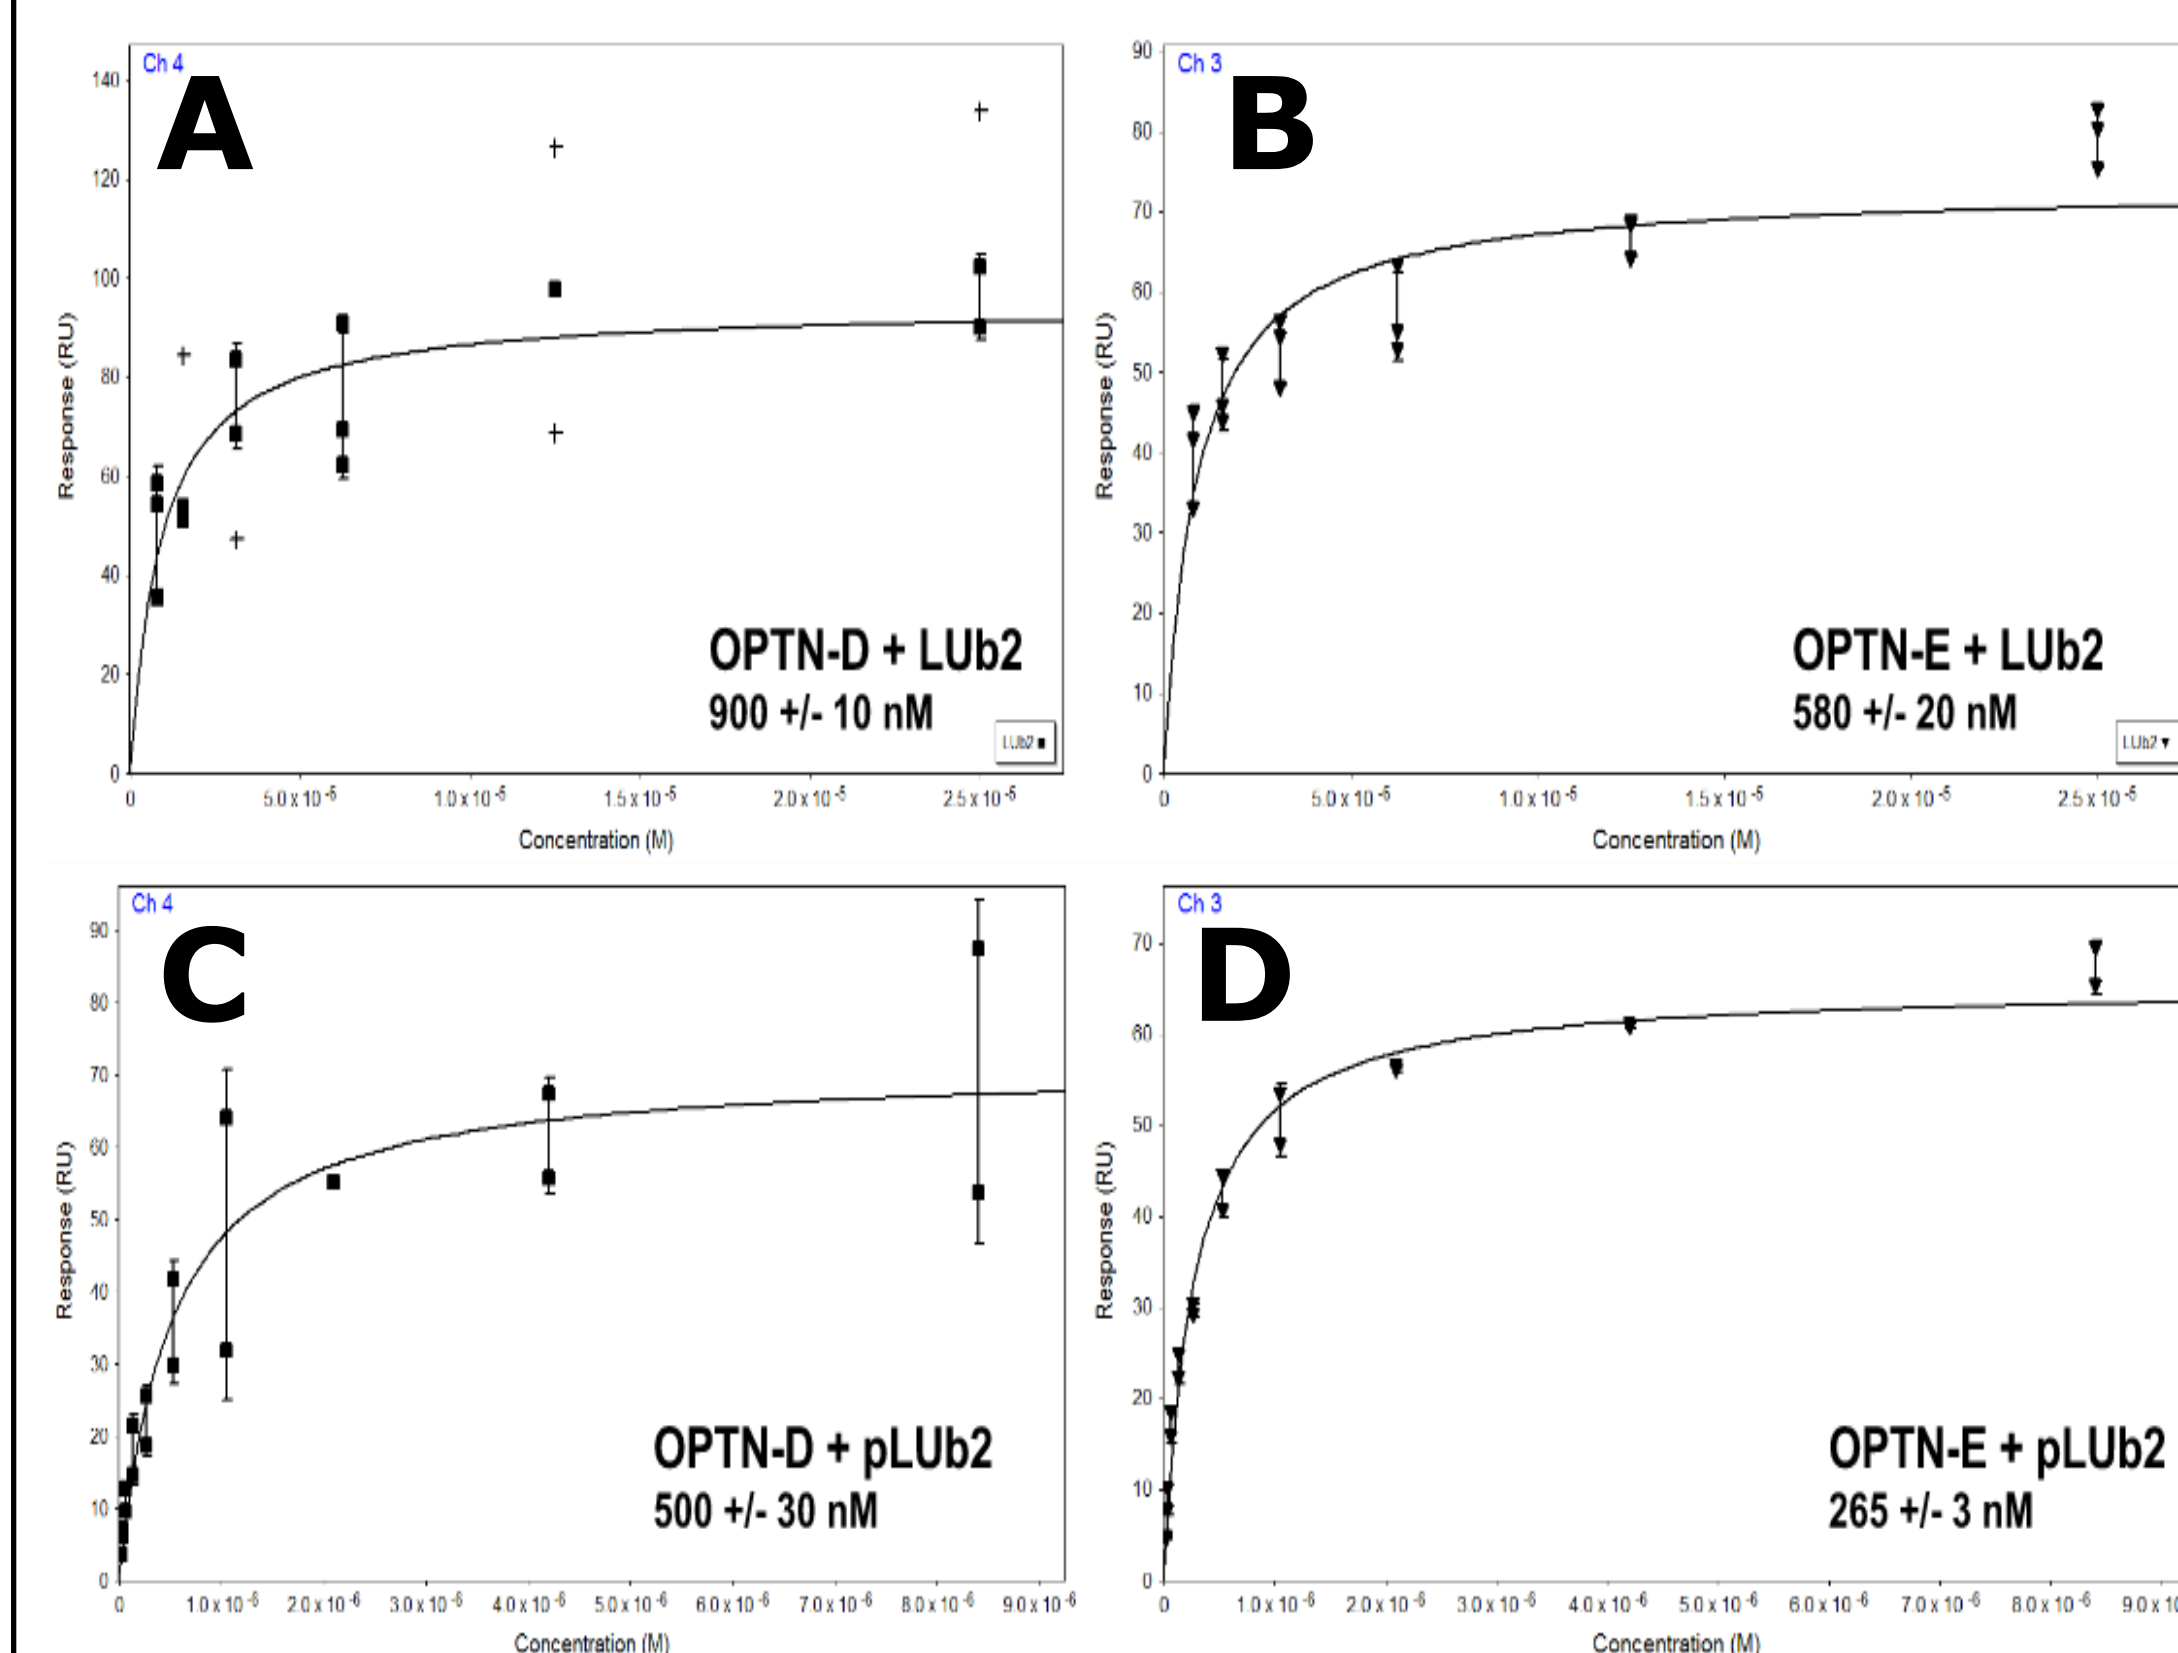 Ch 4
A
140
120
100
80
60
40
20
0
Response (RU)
OPTN-D + LUb2
900 +/- 10 nM
LUb2
0 5.0 x 10 -6 1.0 x 10 -5 1.5 x 10 -5 2.0 x 10 -5 2.5 x 10 -5
Concentration (M)
Ch 3
B
90
80
70
60
50
40
30
20
10
0
Response (RU)
OPTN-E + LUb2
580 +/- 20 nM
LUb2
0 5.0 x 10 -6 1.0 x 10 -5 1.5 x 10 -5 2.0 x 10 -5 2.5 x 10 -5
Concentration (M)
Ch 4
C
90
80
70
60
50
40
30
20
10
0
Response (RU)
OPTN-D + pLUb2
500 +/- 30 nM
0 1.0 x 10 -6 2.0 x 10 -6 3.0 x 10 -6 4.0 x 10 -6 5.0 x 10 -6 6.0 x 10 -6 7.0 x 10 -6 8.0 x 10 -6 9.0 x 10 -6
Concentration (M)
Ch 3
D
70
60
50
40
30
20
10
0
Response (RU)
OPTN-E + pLUb2
265 +/- 3 nM
0 1.0 x 10 -6 2.0 x 10 -6 3.0 x 10 -6 4.0 x 10 -6 5.0 x 10 -6 6.0 x 10 -6 7.0 x 10 -6 8.0 x 10 -6 9.0 x 10
Concentration (M)